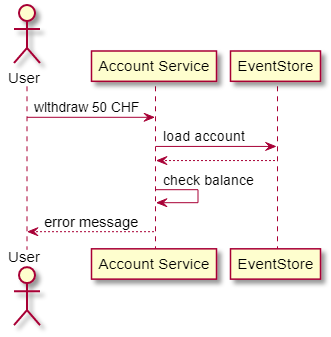 User
Account Service
EventStore
withdraw 50 CHF
load account
check balance
error message
User
Account Service
EventStore